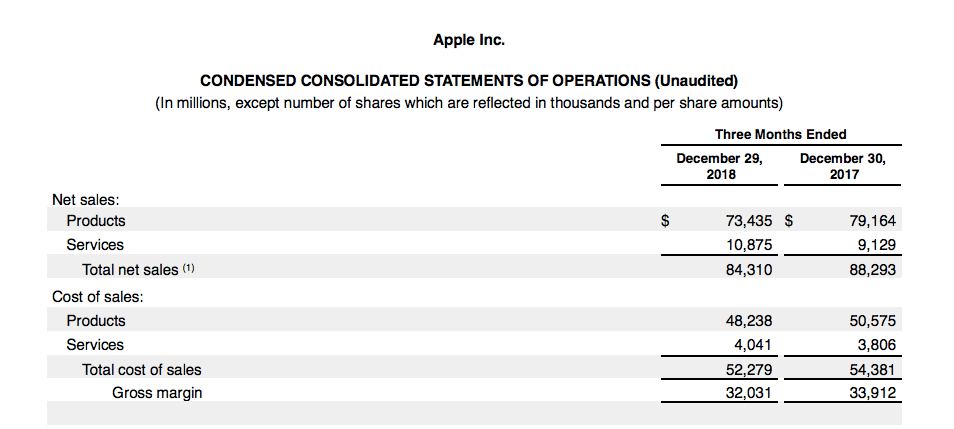 Apple Inc.
CONDENSED CONSOLIDATED STATEMENTS OF OPERATIONS (Unaudited)
(In millions, except number of shares which are reflected in thousands and per share amounts)
Three Months Ended
December 29, December 30,
2018 2017
Net sales:
Products $ 73,435 $ 79,164
Services 10,875 9,129
Total net sales (1) 84,310 88,293
Cost of sales:
Products 48,238 50,575
Services 4,041 3,806
Total cost of sales 52,279 54,381
Gross margin 32,031 33,912